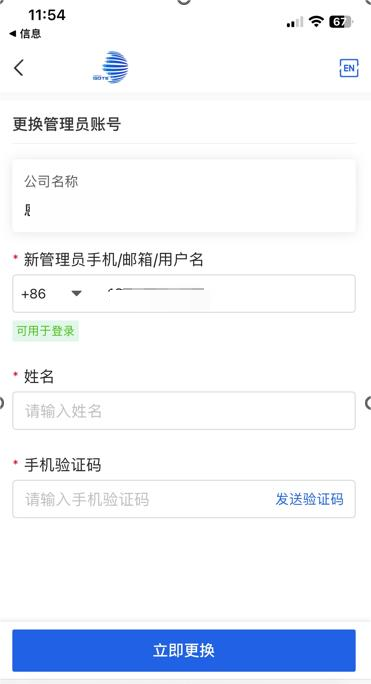 11:54
67
◀ 信息
EN
更换管理员账号
公司名称
* 新管理员手机/邮箱/用户名
+86
可用于登录
* 姓名
请输入姓名
* 手机验证码
请输入手机验证码
发送验证码
立即更换